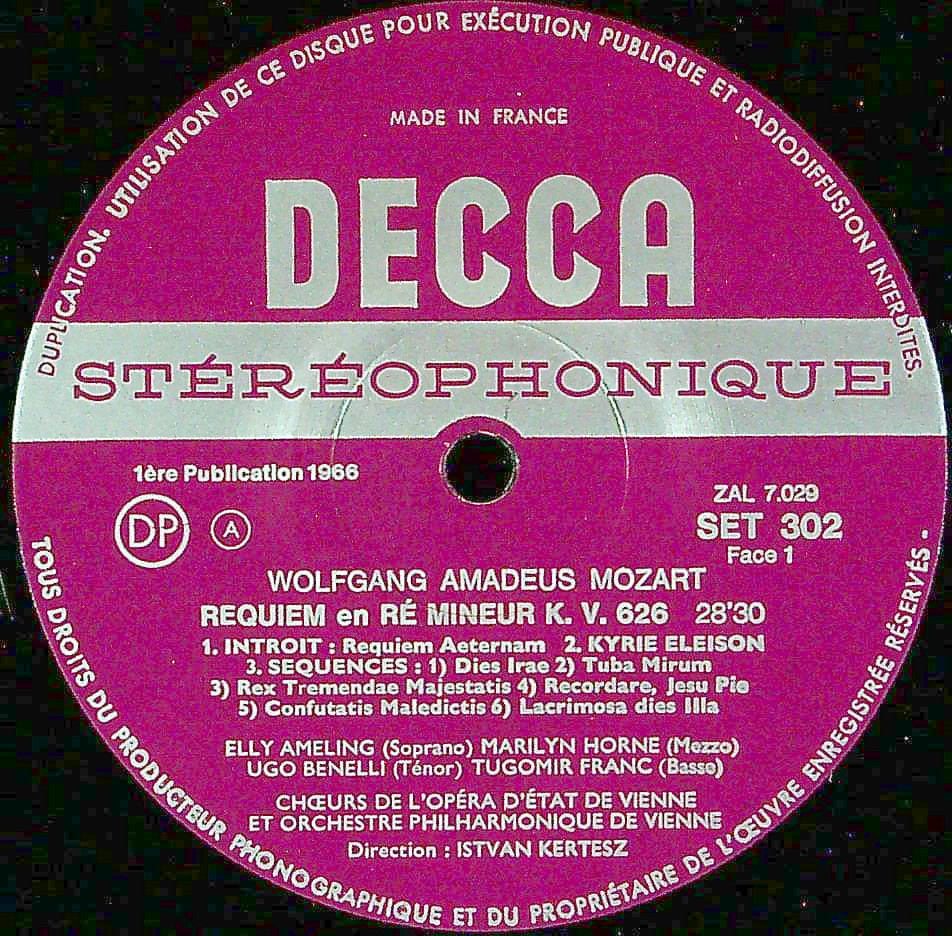 DUPLICATION. UTILISATION DE CE DISQUE POUR EXÉCUTION PUBLIQUE ET RADIODIFFUSION INTERDITES.
MADE IN FRANCE
DECCA
STÉRÉOPHONIQUE
1ère Publication 1966
DP A
ZAL 7.029
SET 302
Face 1
WOLFGANG AMADEUS MOZART
REQUIEM en RÉ MINEUR K. V. 626 28'30
1. INTROIT : Requiem Aeternam 2. KYRIE ELEISON
3. SEQUENCES : 1) Dies Irae 2) Tuba Mirum
3) Rex Tremendae Majestatis 4) Recordare, Jesu Pie
5) Confutatis Maledictis 6) Lacrimosa dies Illa
ELLY AMELING (Soprano) MARILYN HORNE (Mezzo)
UGO BENELLI (Ténor) TUGOMIR FRANC (Basse)
CHŒURS DE L'OPÉRA D'ÉTAT DE VIENNE
ET ORCHESTRE PHILHARMONIQUE DE VIENNE
Direction : ISTVAN KERTESZ
TOUS DROITS DU PRODUCTEUR PHONOGRAPHIQUE ET DU PROPRIÉTAIRE DE L'ŒUVRE ENREGISTRÉE RÉSERVÉS -